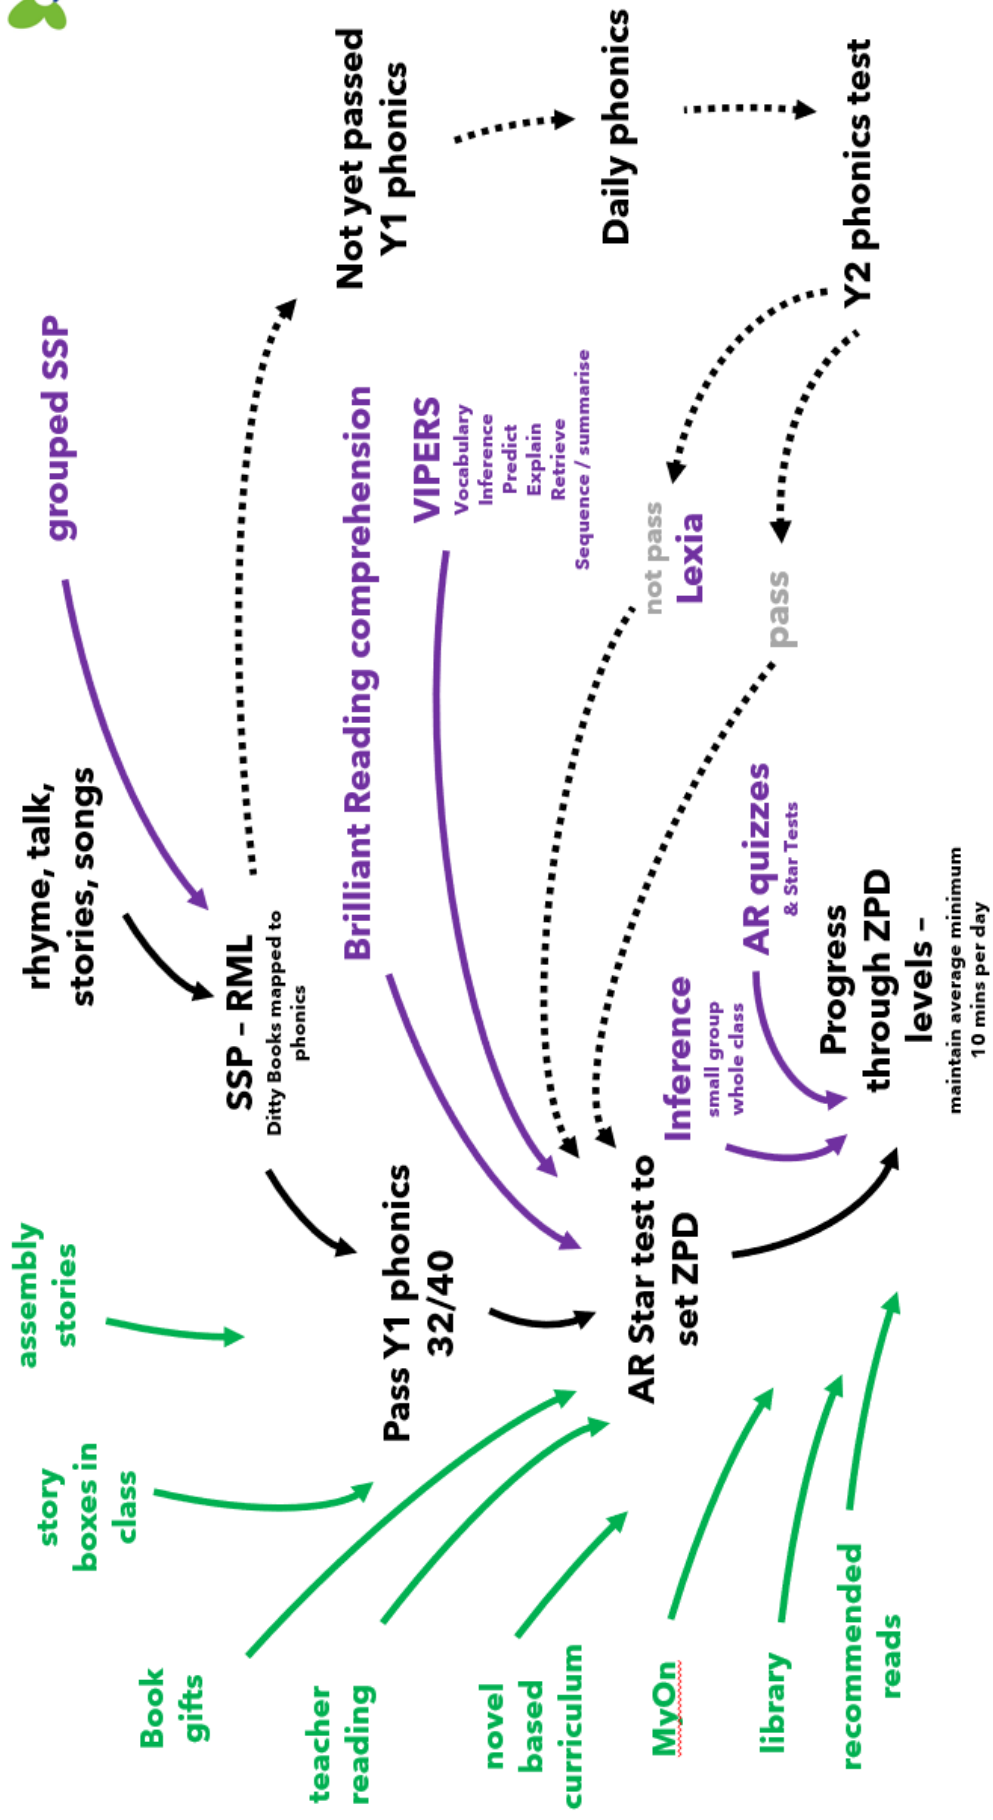 assembly
stories
story
boxes in
class
Book
gifts
teacher
reading
novel
based
curriculum
MyOn
library
recommended
reads
rhyme, talk,
stories, songs
grouped SSP
SSP – RML
Ditty Books mapped to
phonics
Pass Y1 phonics
32/40
Not yet passed
Y1 phonics
Daily phonics
Y2 phonics test
Brilliant Reading comprehension
VIPERS
Vocabulary
Inference
Predict
Explain
Retrieve
Sequence / summarise
not pass
Lexia
pass
AR Star test to
set ZPD
Inference
small group
whole class
AR quizzes
& Star Tests
Progress
through ZPD
levels –
maintain average minimum
10 mins per day